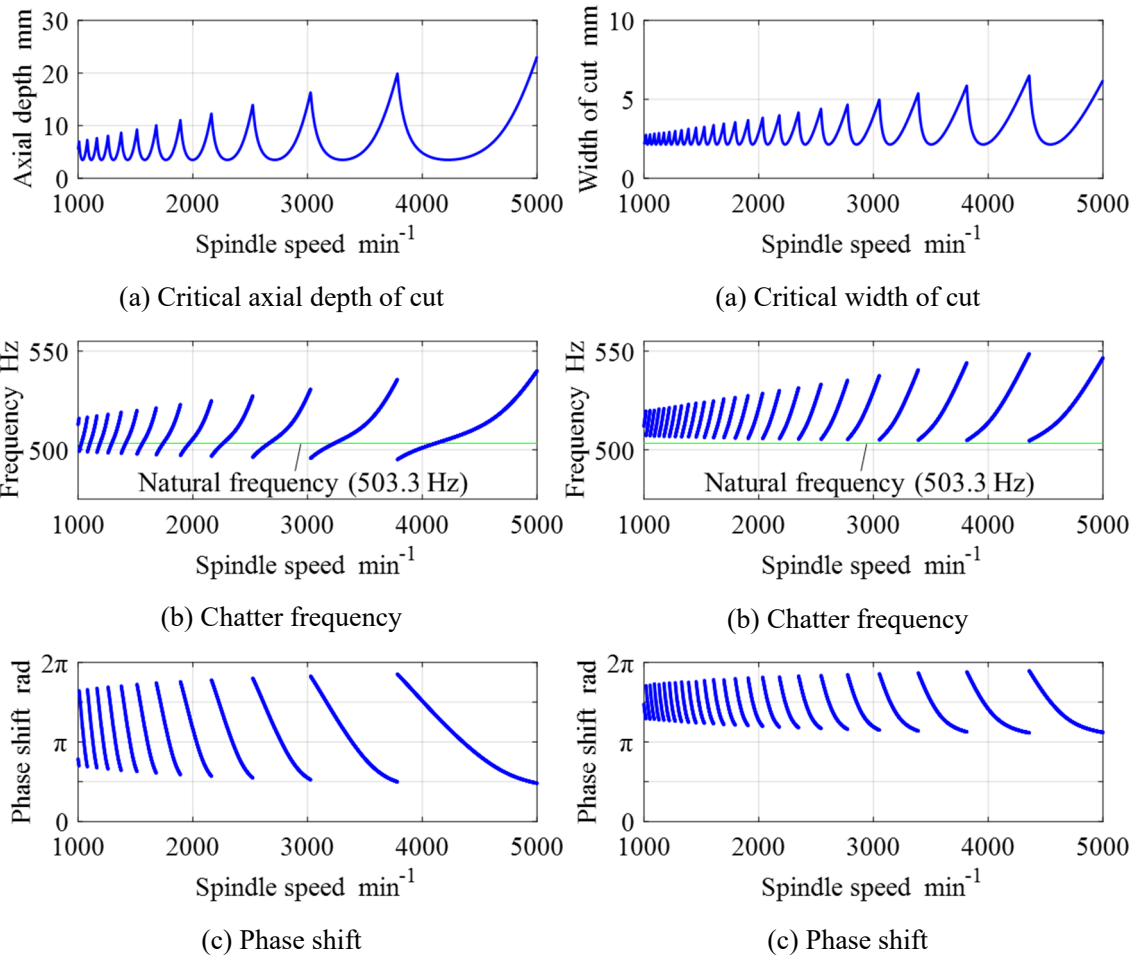 Axial depth mm
30
20
10
0
1000 2000 3000 4000 5000
Spindle speed min-1
(a) Critical axial depth of cut
Width of cut mm
10
5
0
1000 2000 3000 4000 5000
Spindle speed min-1
(a) Critical width of cut
Frequency Hz
550
500
Natural frequency (503.3 Hz)
1000 2000 3000 4000 5000
Spindle speed min-1
(b) Chatter frequency
Frequency Hz
550
500
Natural frequency (503.3 Hz)
1000 2000 3000 4000 5000
Spindle speed min-1
(b) Chatter frequency
Phase shift rad
2π
π
0
1000 2000 3000 4000 5000
Spindle speed min-1
(c) Phase shift
Phase shift rad
2π
π
0
1000 2000 3000 4000 5000
Spindle speed min-1
(c) Phase shift